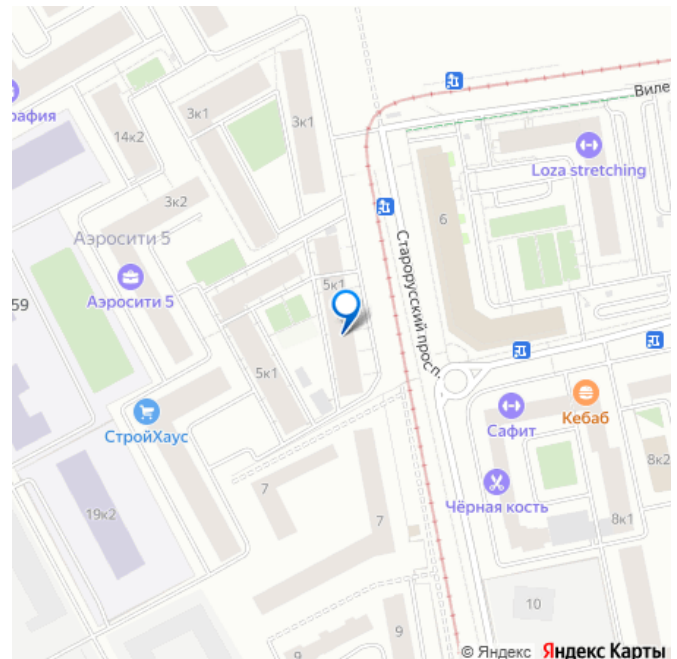 рафия
3к1
3к1
14к2
3к2
Виле
Loza stretching
6
Аэросити 5
Аэросити 5
59
5к1
Старорусский просп.
5к1
СтройХаус
Сафит
Кебаб
Чёрная кость
8к2
8к1
7
7
19к2
10
9
9
© Яндекс Яндекс Карты